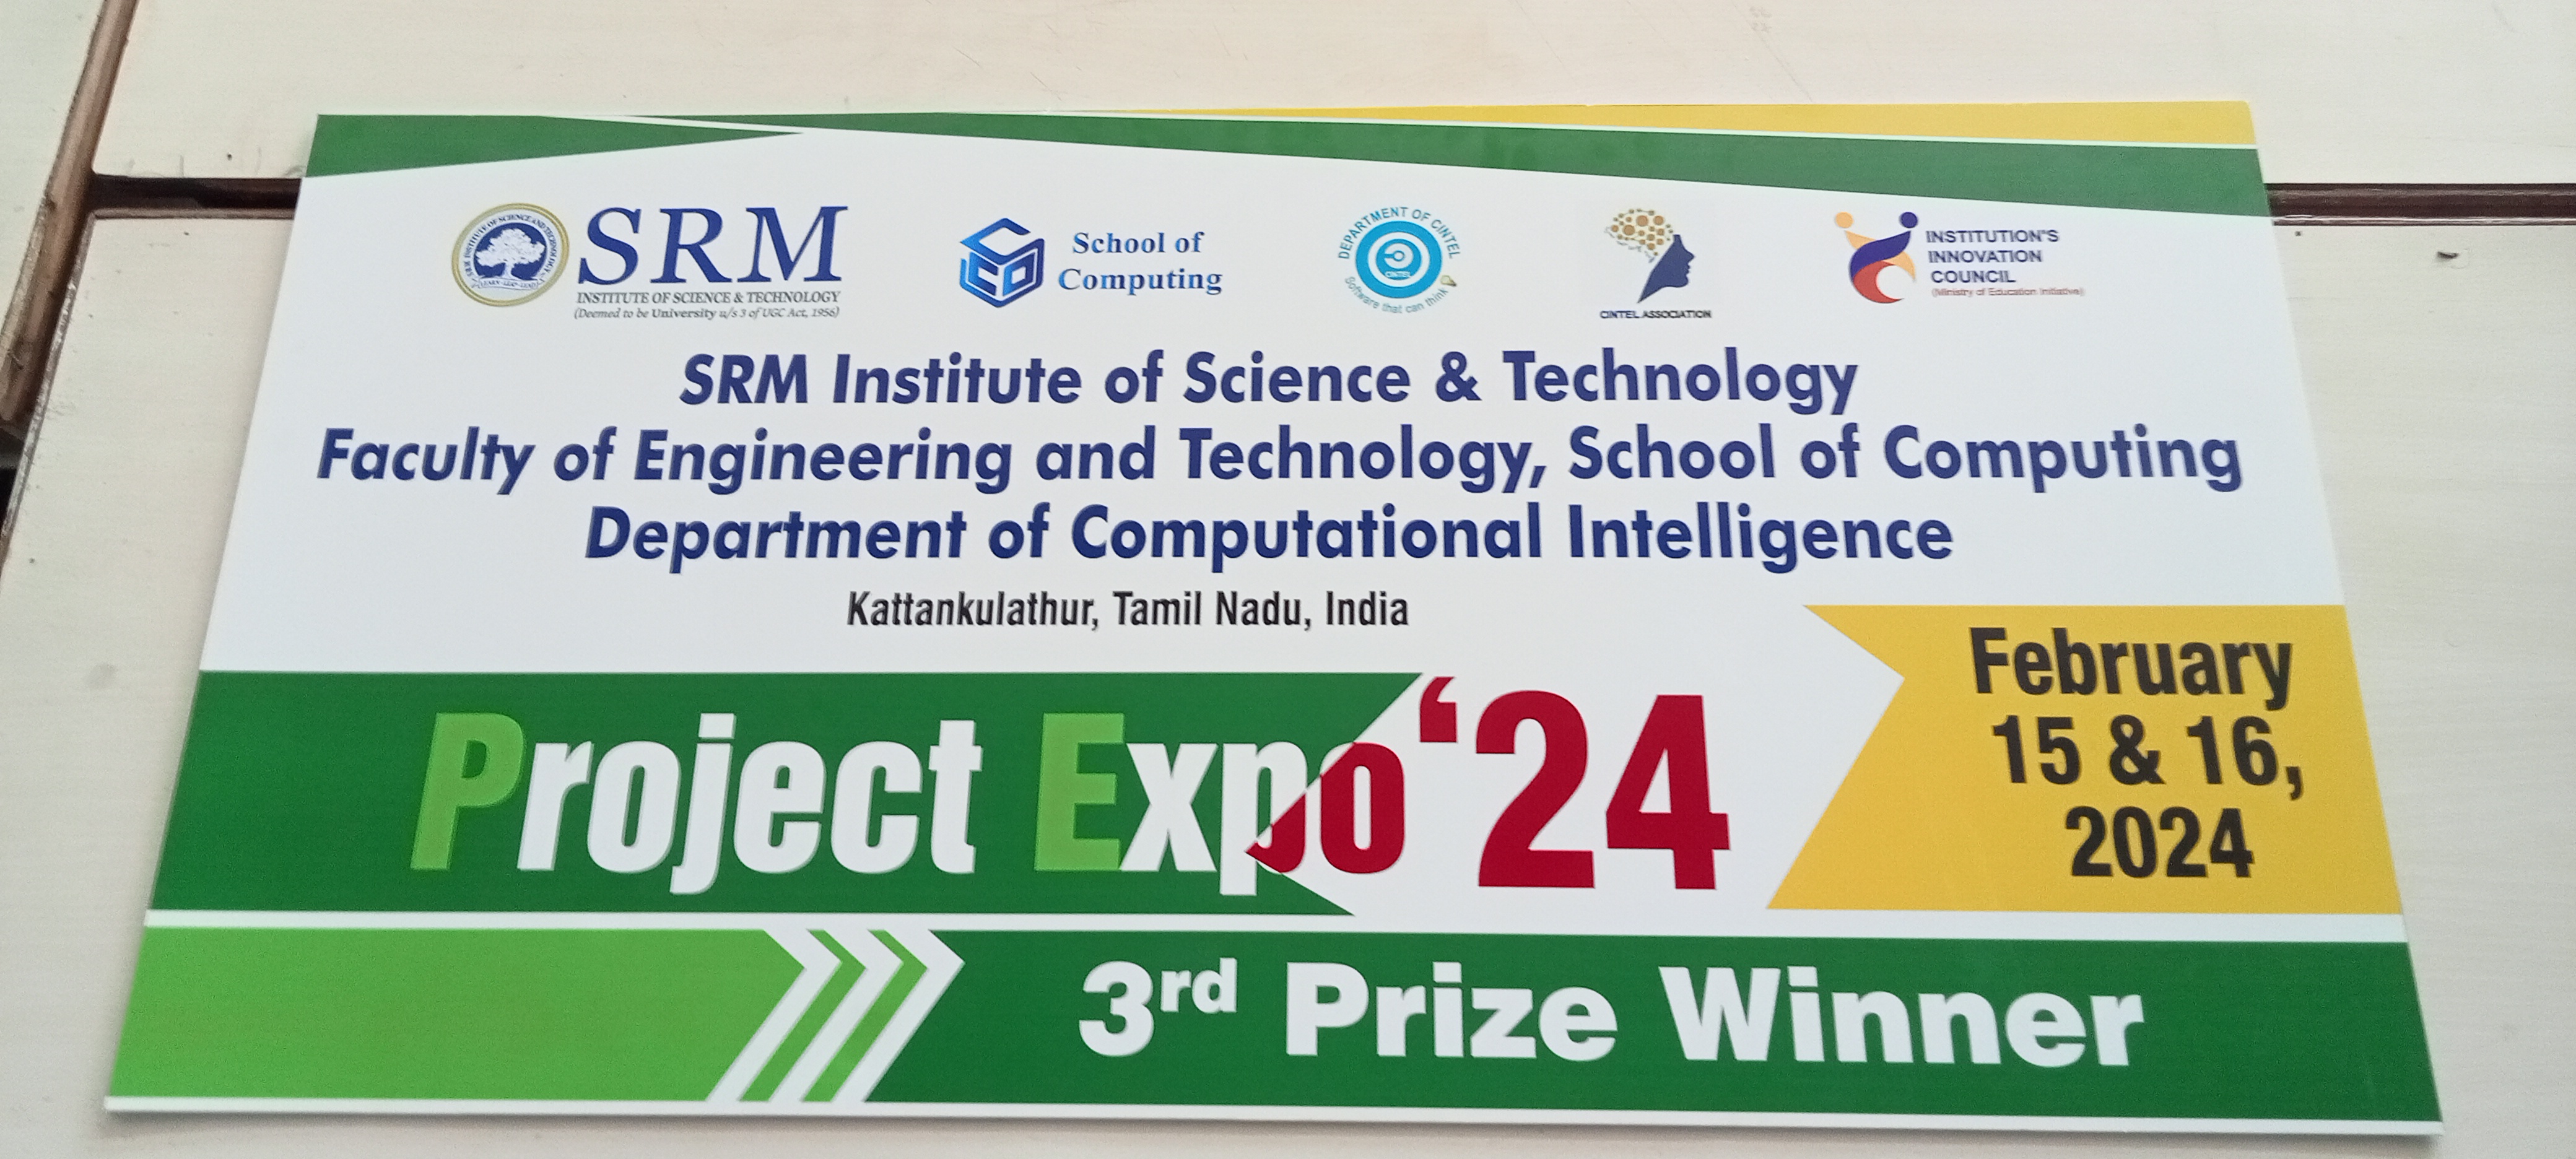 SRM
INSTITUTE OF SCIENCE & TECHNOLOGY
(Deemed to be University u/s 3 of UGC Act, 1956)
School of
Computing
DEPARTMENT OF CINTEL
CINTEL
Software that can think
CINTEL ASSOCIATION
INSTITUTION'S
INNOVATION
COUNCIL
(Ministry of Education Initiative)
SRM Institute of Science & Technology
Faculty of Engineering and Technology, School of Computing
Department of Computational Intelligence
Kattankulathur, Tamil Nadu, India
Project Expo ‘24
February
15 & 16,
2024
3rd Prize Winner